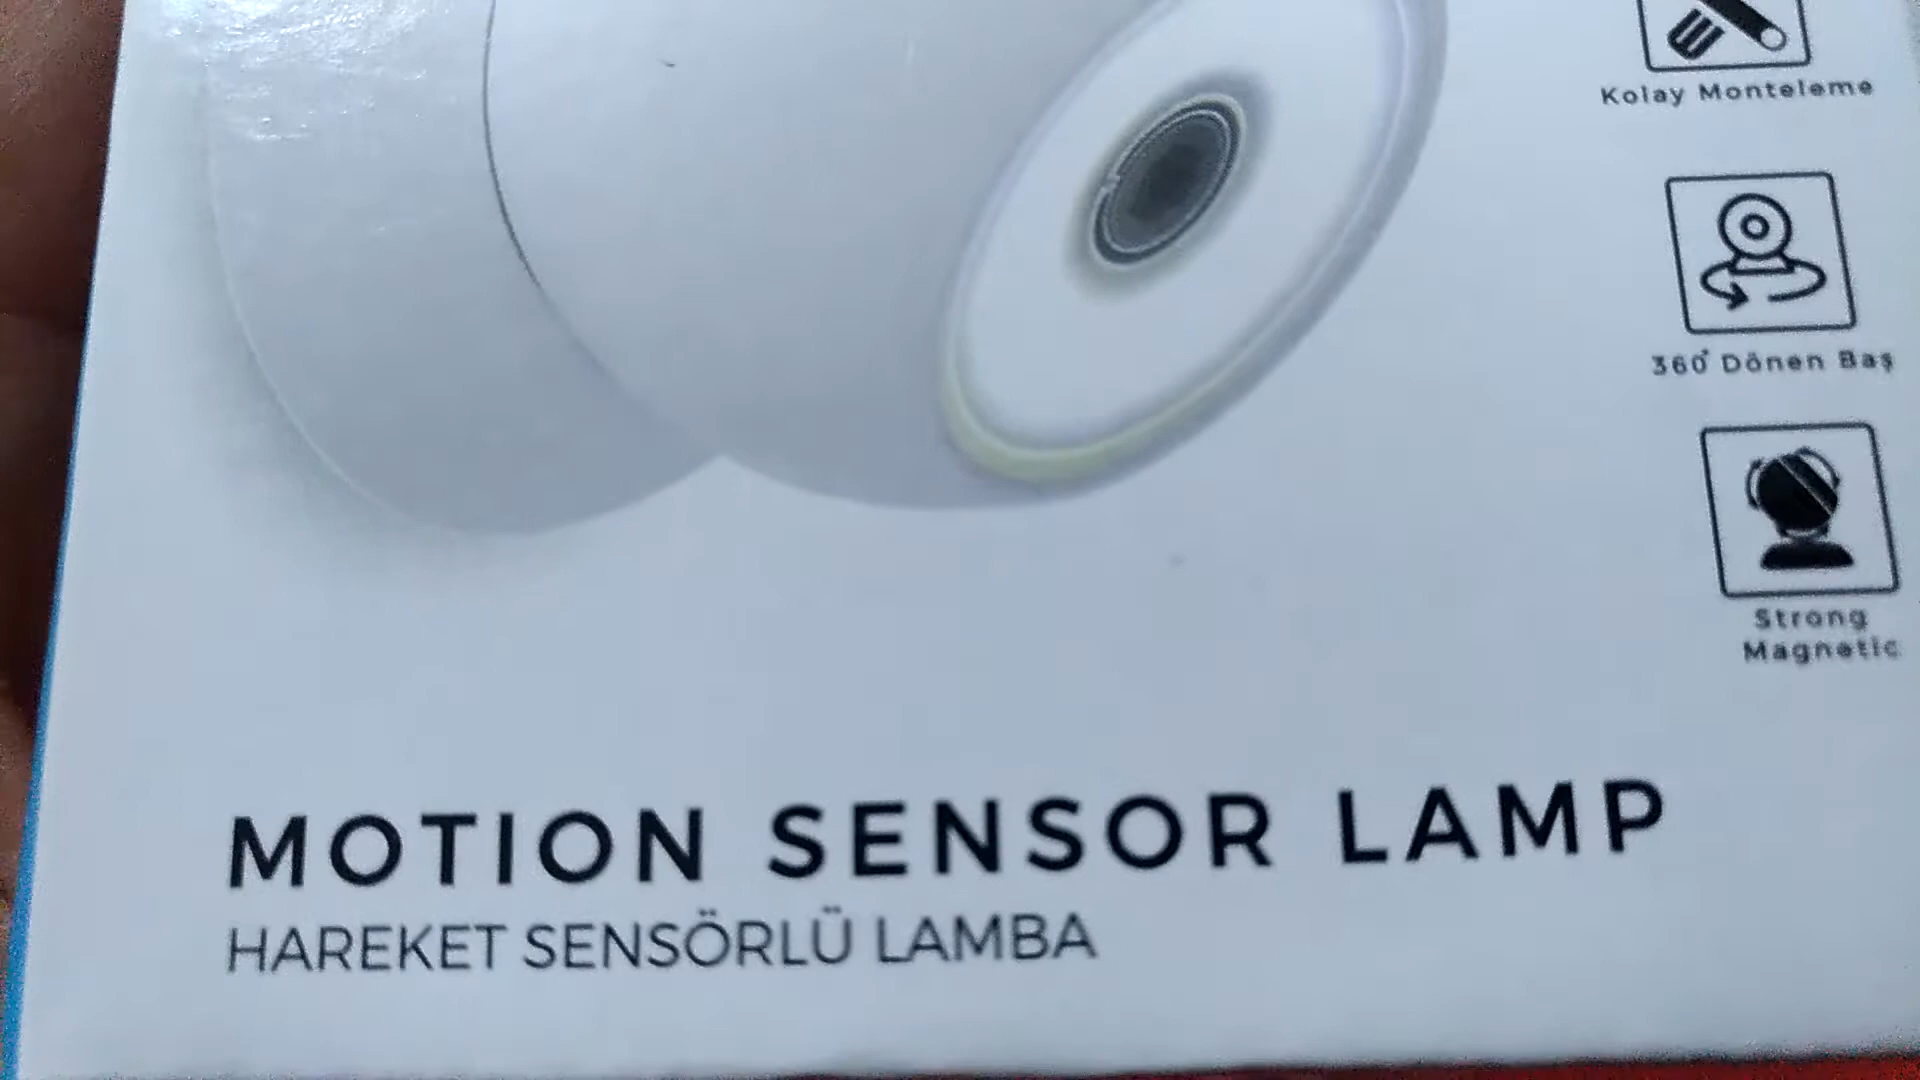 Kolay Monteleme
360° Dönen Baş
Strong
Magnetic
MOTION SENSOR LAMP
HAREKET SENSÖRLÜ LAMBA